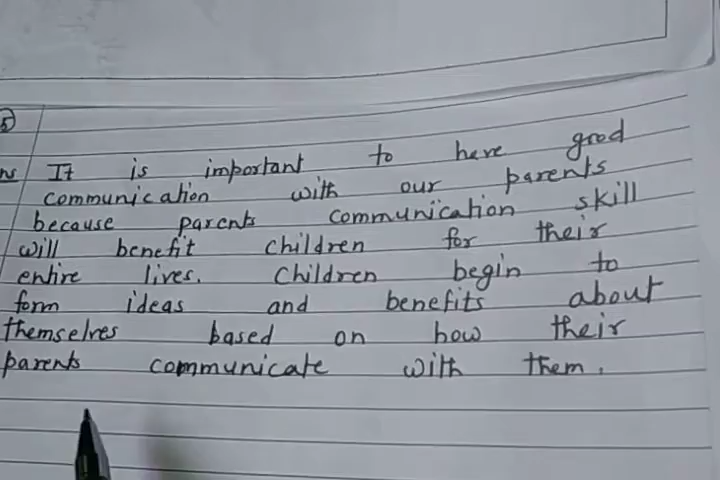 5
ns It is important to have good
communication with our parents
because parents communication skill
will benefit children for their
entire lives. Children begin to
form ideas and benefits about
themselves based on how their
parents communicate with them.